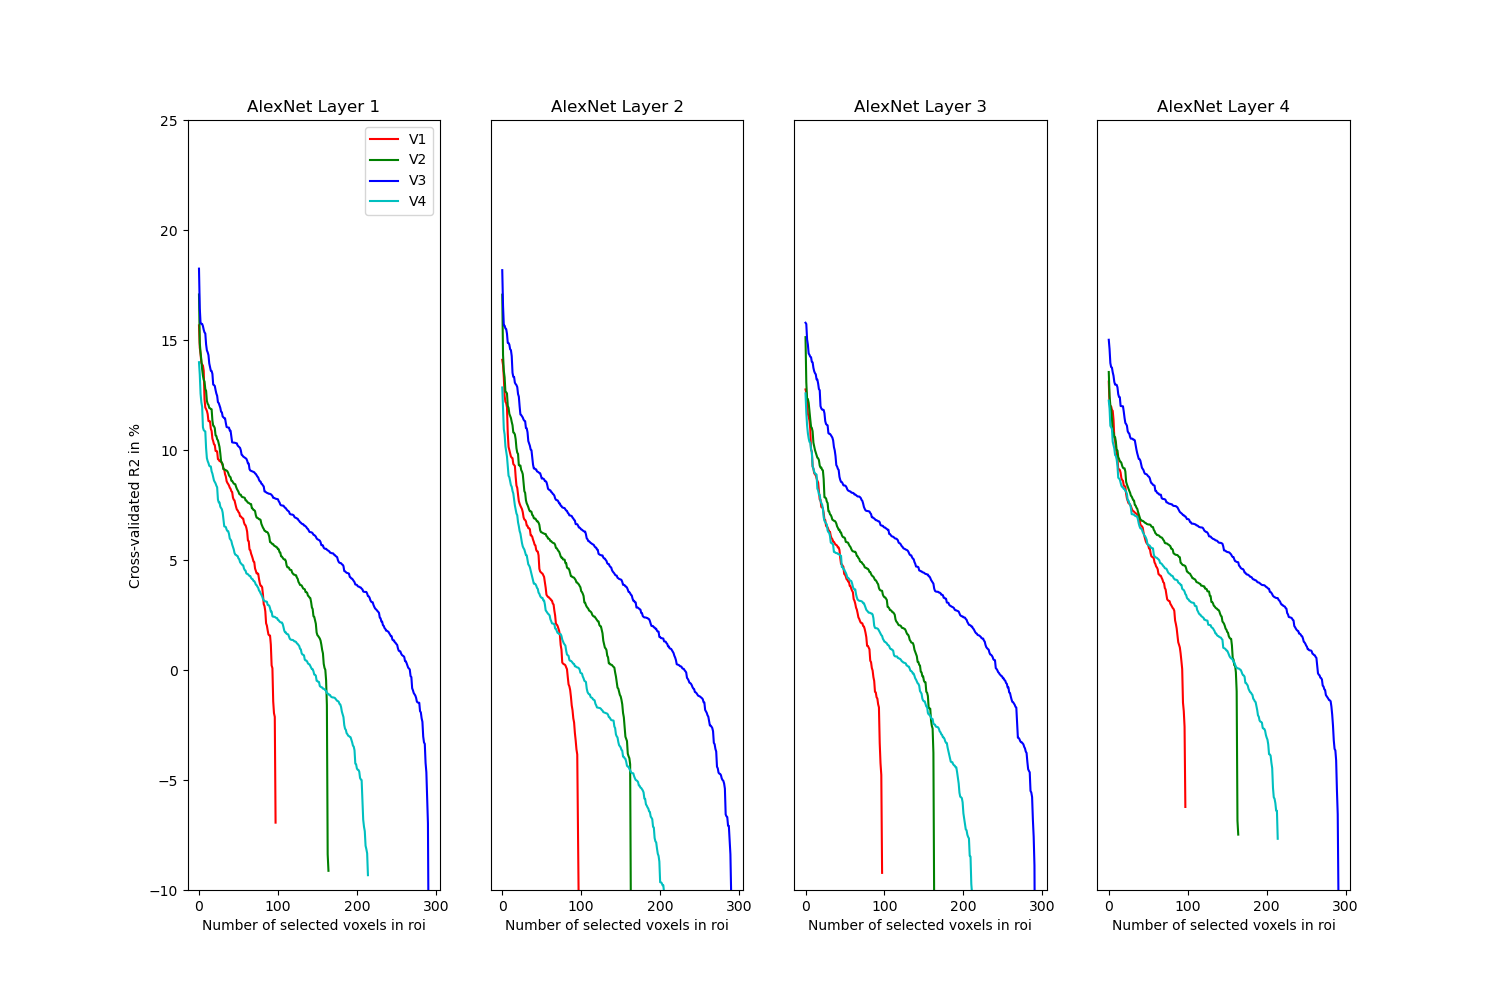 AlexNet Layer 1
AlexNet Layer 2
AlexNet Layer 3
AlexNet Layer 4
V1
V2
V3
V4
Cross-validated R2 in %
25
20
15
10
5
0
−5
−10
0 100 200 300
0 100 200 300
0 100 200 300
0 100 200 300
Number of selected voxels in roi
Number of selected voxels in roi
Number of selected voxels in roi
Number of selected voxels in roi